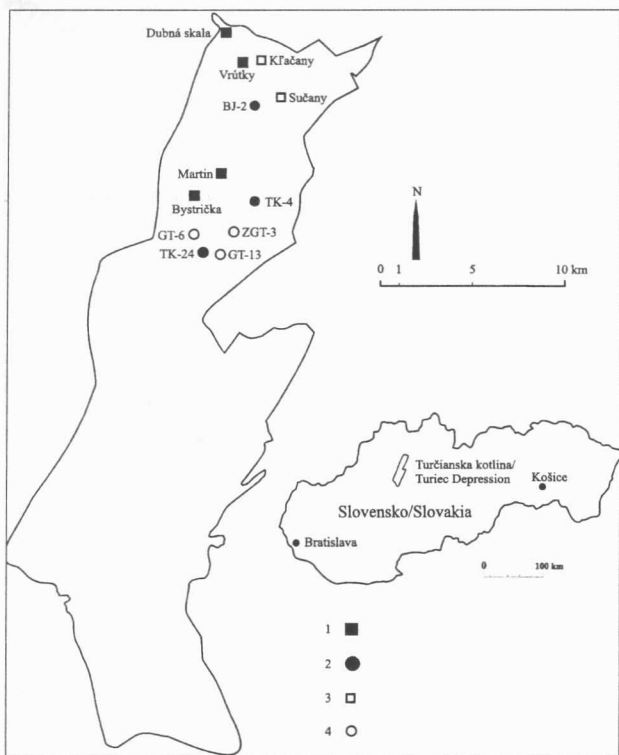 Dubná skala
Kľačany
Vrútky
Sučany
BJ-2
Martin
TK-4
Bystrička
GT-6
ZGT-3
TK-24
GT-13
N
0 1 5 10 km
Turčianska kotlina/
Turiec Depression
Košice
Slovensko/Slovakia
Bratislava
0 100 km
1
2
3
4